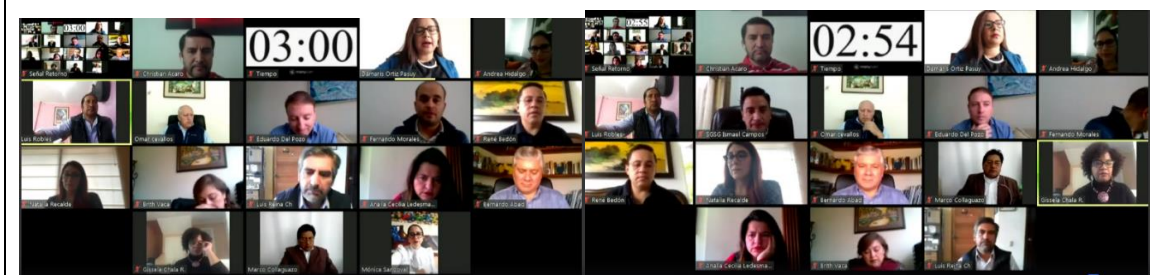 03:00
Señal Retorno
Christian Acaro
Tiempo
Damaris Ortiz Pasuy
Andrea Hidalgo
Luis Robles
Omar Cevallos
Eduardo Del Pozo
Fernando Morales
René Bedón
Natalia Recalde
Brith Vaca
Luis Reina Ch
Analía Cecilia Ledesma...
Bernardo Abad
Gissela Chala R.
Marco Collaguazo
Mónica Sandoval
02:54
Señal Retorno
Christian Acaro
Tiempo
Damaris Ortiz Pasuy
Andrea Hidalgo
Luis Robles
SGSG Bimael Campos
Omar Cevallos
Eduardo Del Pozo
Fernando Morales
René Bedón
Natalia Recalde
Bernardo Abad
Marco Collaguazo
Gissela Chala R.
Analía Cecilia Ledesma...
Brith Vaca
Luis Reina Ch